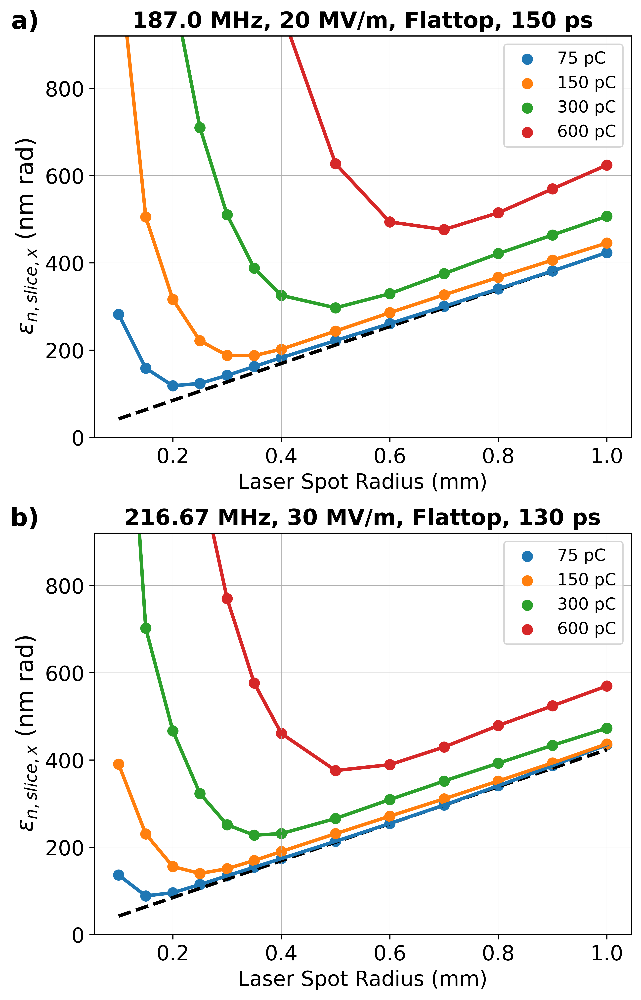 a)
187.0 MHz, 20 MV/m, Flattop, 150 ps
75 pC
150 pC
300 pC
600 pC
800
600
400
200
0
εn, slice, x (nm rad)
0.2 0.4 0.6 0.8 1.0
Laser Spot Radius (mm)
b)
216.67 MHz, 30 MV/m, Flattop, 130 ps
75 pC
150 pC
300 pC
600 pC
800
600
400
200
0
εn, slice, x (nm rad)
0.2 0.4 0.6 0.8 1.0
Laser Spot Radius (mm)